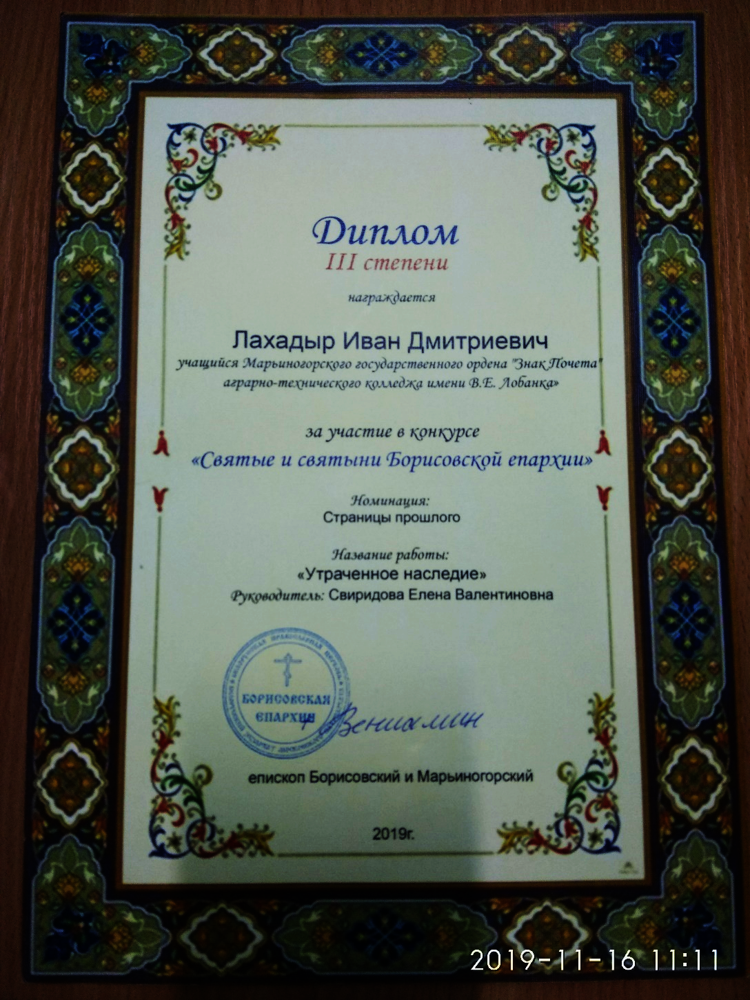 Диплом
III степени
награждается
Лахадыр Иван Дмитриевич
учащийся Марьиногорского государственного ордена "Знак Почета"
аграрно-технического колледжа имени В.Е. Лобанка»
за участие в конкурсе
«Святые и святыни Борисовской епархии»
Номинация:
Страницы прошлого
Название работы:
«Утраченное наследие»
Руководитель: Свиридова Елена Валентиновна
БОРИСОВСКАЯ
ЕПАРХИЯ
Вениамин
епископ Борисовский и Марьиногорский
2019г.
2019-11-16 11:11